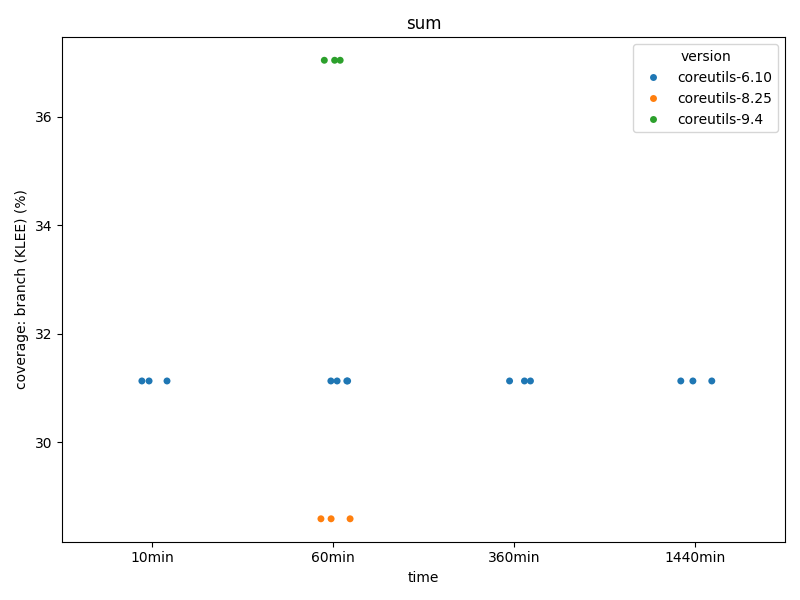 sum
version
coreutils-6.10
coreutils-8.25
coreutils-9.4
coverage: branch (KLEE) (%)
36
34
32
30
10min
60min
360min
1440min
time